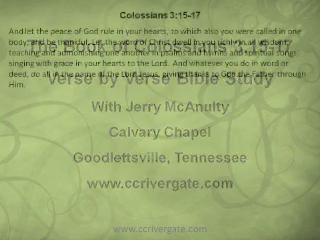 Colossians 3:15-17
And let the peace of God rule in your hearts, to which also you were called in one
body; and be thankful. Let the word of Christ dwell in you richly in all wisdom,
teaching and admonishing one another in psalms and hymns and spiritual songs,
singing with grace in your hearts to the Lord. And whatever you do in word or
deed, do all in the name of the Lord Jesus, giving thanks to God the Father through
Him.
Verse by Verse Bible Study
With Jerry McAnulty
Calvary Chapel
Goodlettsville, Tennessee
www.ccrivergate.com
www.ccrivergate.com